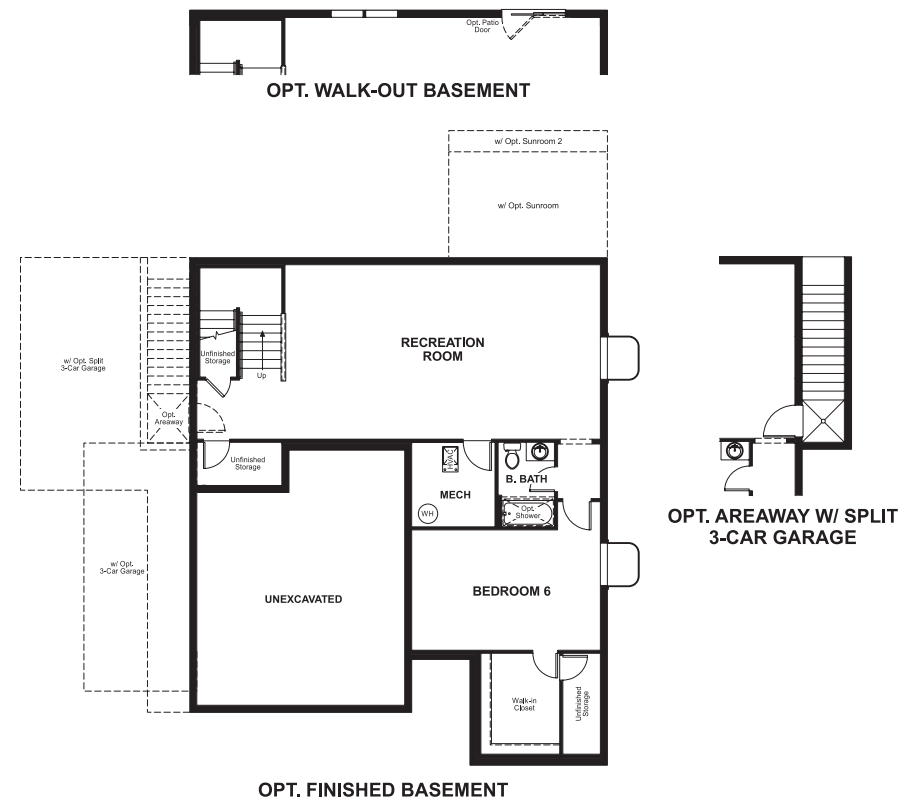 Opt. Patio
Door
OPT. WALK-OUT BASEMENT
w/ Opt. Sunroom 2
w/ Opt. Sunroom
RECREATION
ROOM
w/ Opt. Split
3-Car Garage
Unfinished
Storage
Up
Opt.
Areaway
Unfinished
Storage
HVAC
B. BATH
MECH
WH
Opt.
Shower
OPT. AREAWAY W/ SPLIT
3-CAR GARAGE
w/ Opt.
3-Car Garage
UNEXCAVATED
BEDROOM 6
Walk-in
Closet
Unfinished
Storage
OPT. FINISHED BASEMENT